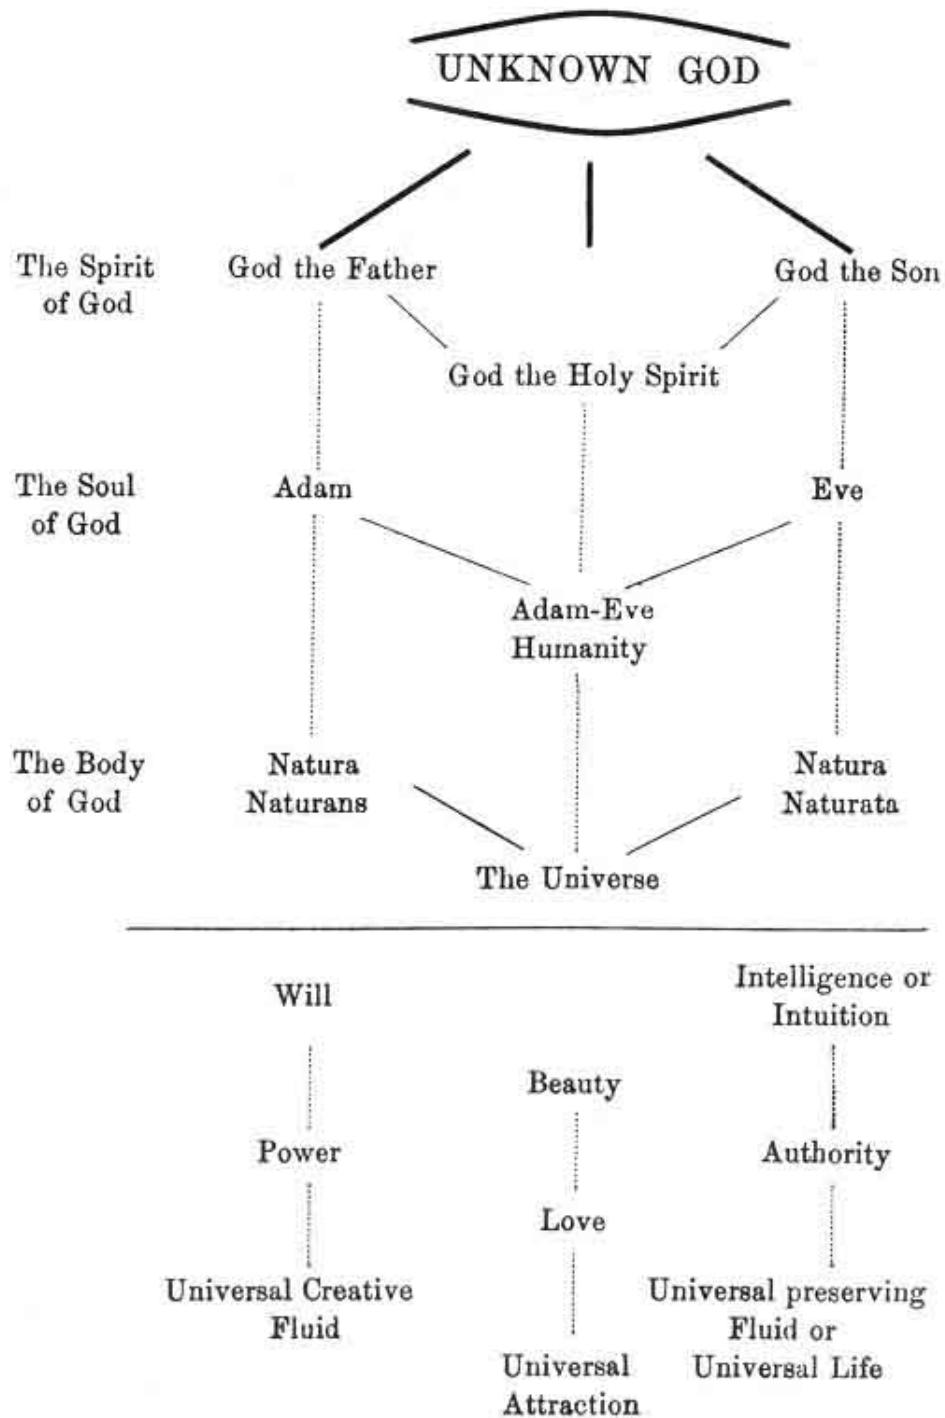 UNKNOWN GOD
The Spirit
of God
God the Father
God the Son
God the Holy Spirit
The Soul
of God
Adam
Eve
Adam-Eve
Humanity
The Body
of God
Natura
Naturans
Natura
Naturata
The Universe
Will
Intelligence or
Intuition
Beauty
Power
Authority
Love
Universal Creative
Fluid
Universal preserving
Fluid or
Universal Life
Universal
Attraction